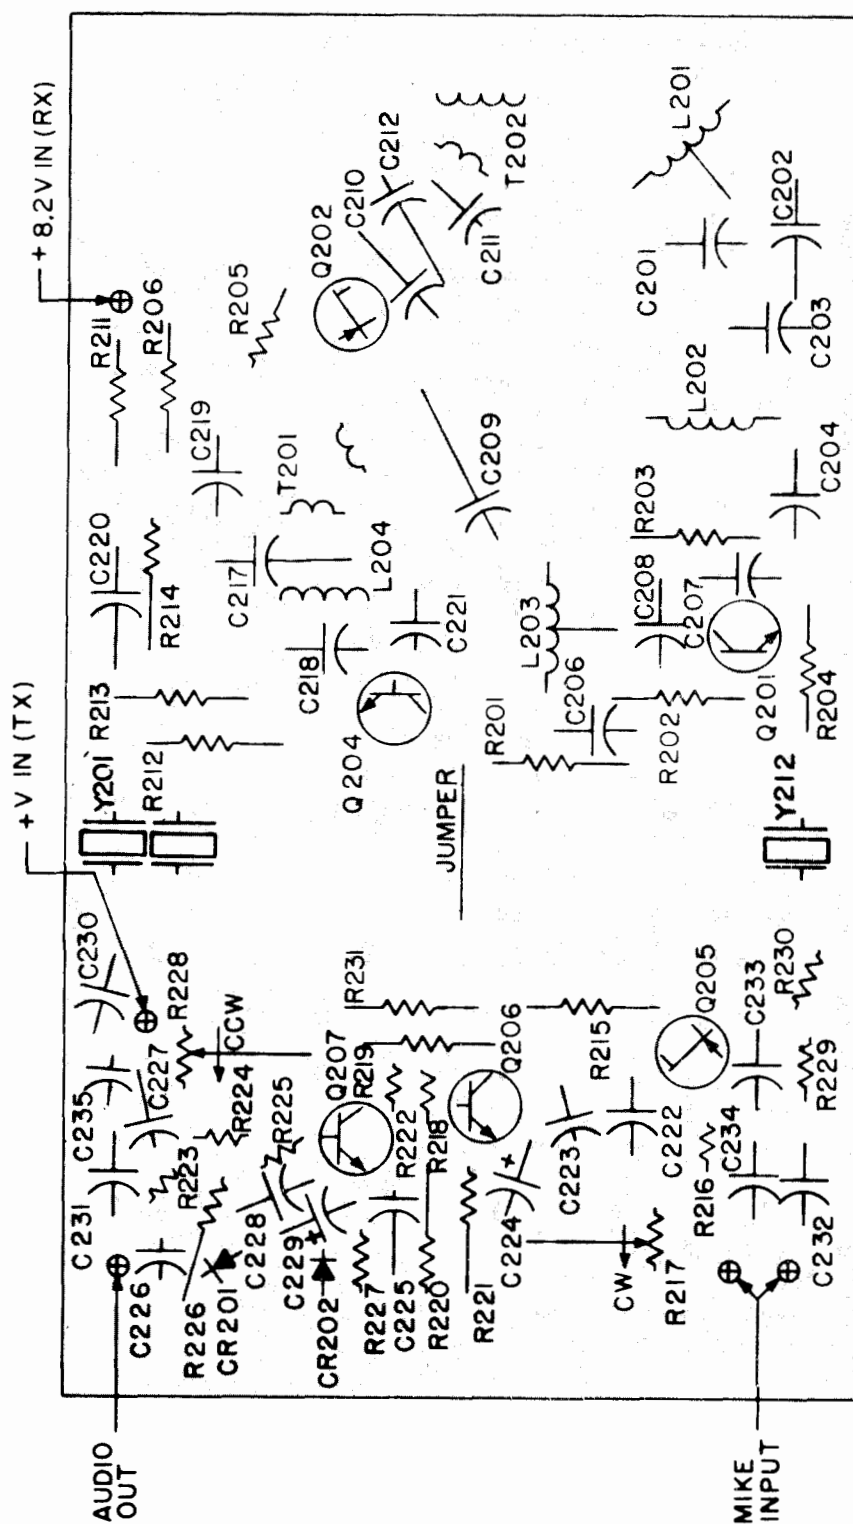 + 8.2V IN (RX)
+ V IN (TX)
AUDIO
OUT
MIKE
INPUT
C231
C235
C230
Y201
R213
C220
R211
C226
R223
C227
R228
R212
R214
R206
R226
CR201
R224
CCW
C219
R205
C228
R225
C217
T201
C229
CR202
Q207
C218
L204
Q202
R227
R219
R231
Q204
C210
C225
R222
C221
C212
R220
R218
JUMPER
C209
C211
R221
Q206
R201
L203
T202
C224
C223
R215
C206
C208
R203
C201
L201
CW
R217
C222
Q205
R202
C207
L202
R216
C234
C233
Q201
C203
C202
C232
R229
R230
Y212
R204
C204